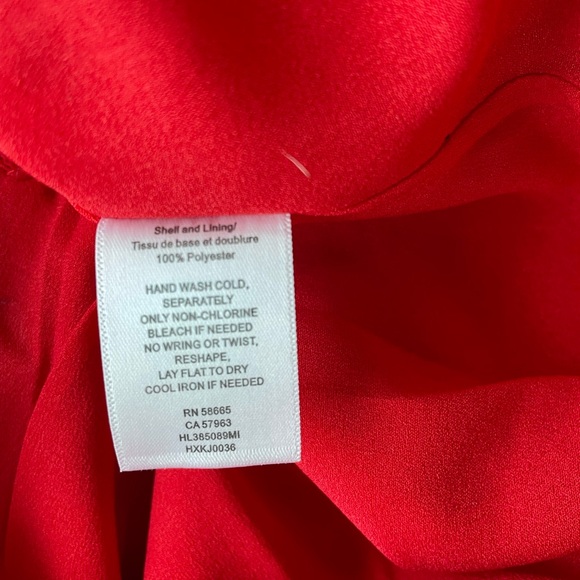 Shell and Lining/
Tissu de base et doublure
100% Polyester
HAND WASH COLD,
SEPARATELY
ONLY NON-CHLORINE
BLEACH IF NEEDED
NO WRING OR TWIST,
RESHAPE,
LAY FLAT TO DRY
COOL IRON IF NEEDED
RN 58665
CA 57963
HL385089MI
HXKJ0036